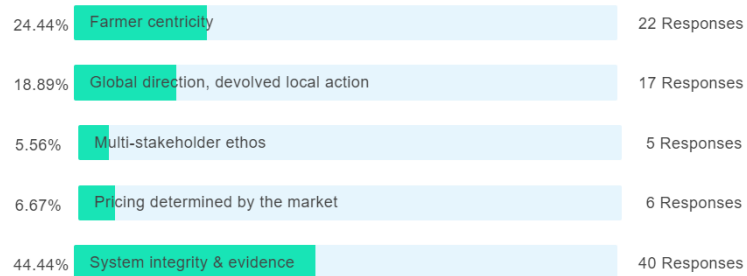 24.44% Farmer centricity 22 Responses
18.89% Global direction, devolved local action 17 Responses
5.56% Multi-stakeholder ethos 5 Responses
6.67% Pricing determined by the market 6 Responses
44.44% System integrity & evidence 40 Responses